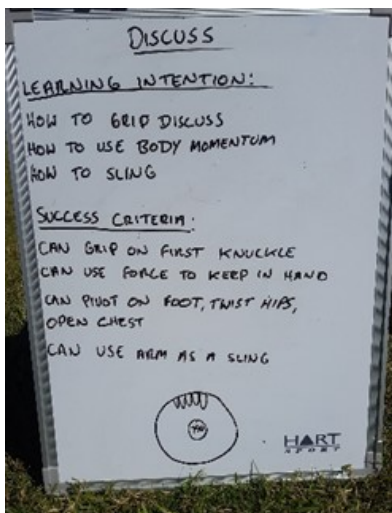 DISCUSS
LEARNING INTENTION:
HOW TO GRIP DISCUSS
HOW TO USE BODY MOMENTUM
HOW TO SLING
SUCCESS CRITERIA:
CAN GRIP ON FIRST KNUCKLE
CAN USE FORCE TO KEEP IN HAND
CAN PIVOT ON FOOT, TWIST HIPS,
OPEN CHEST
CAN USE ARM AS A SLING
HART
SPORT